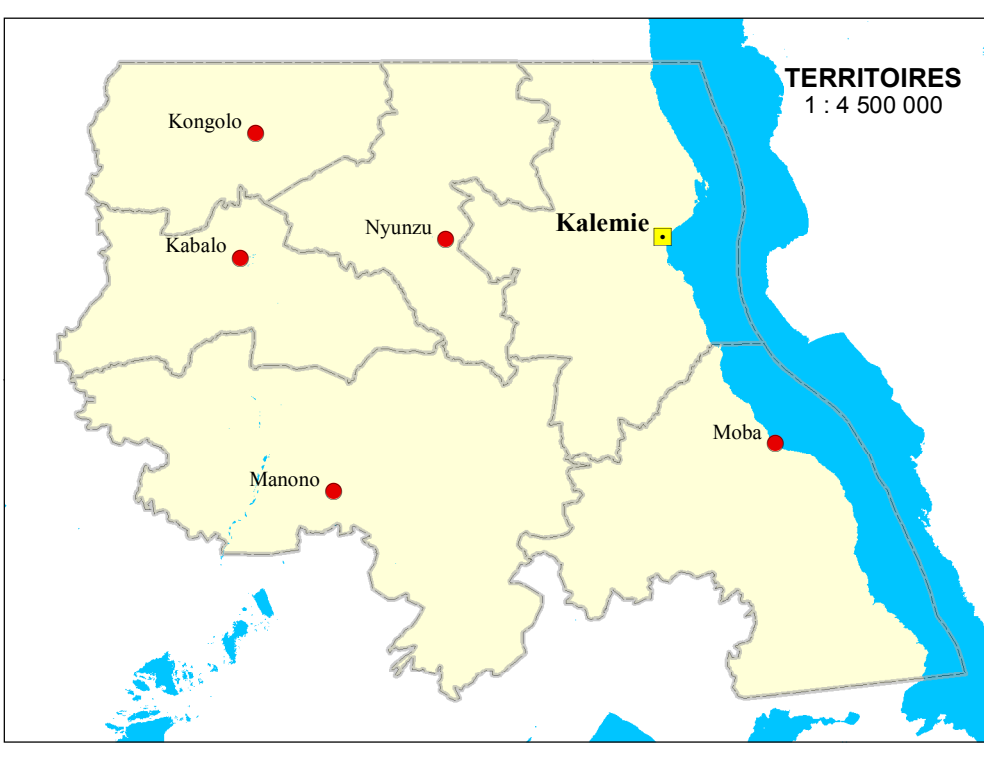 TERRITOIRES
1 : 4 500 000
Kongolo
Nyunzu
Kalemie
Kabalo
Moba
Manono